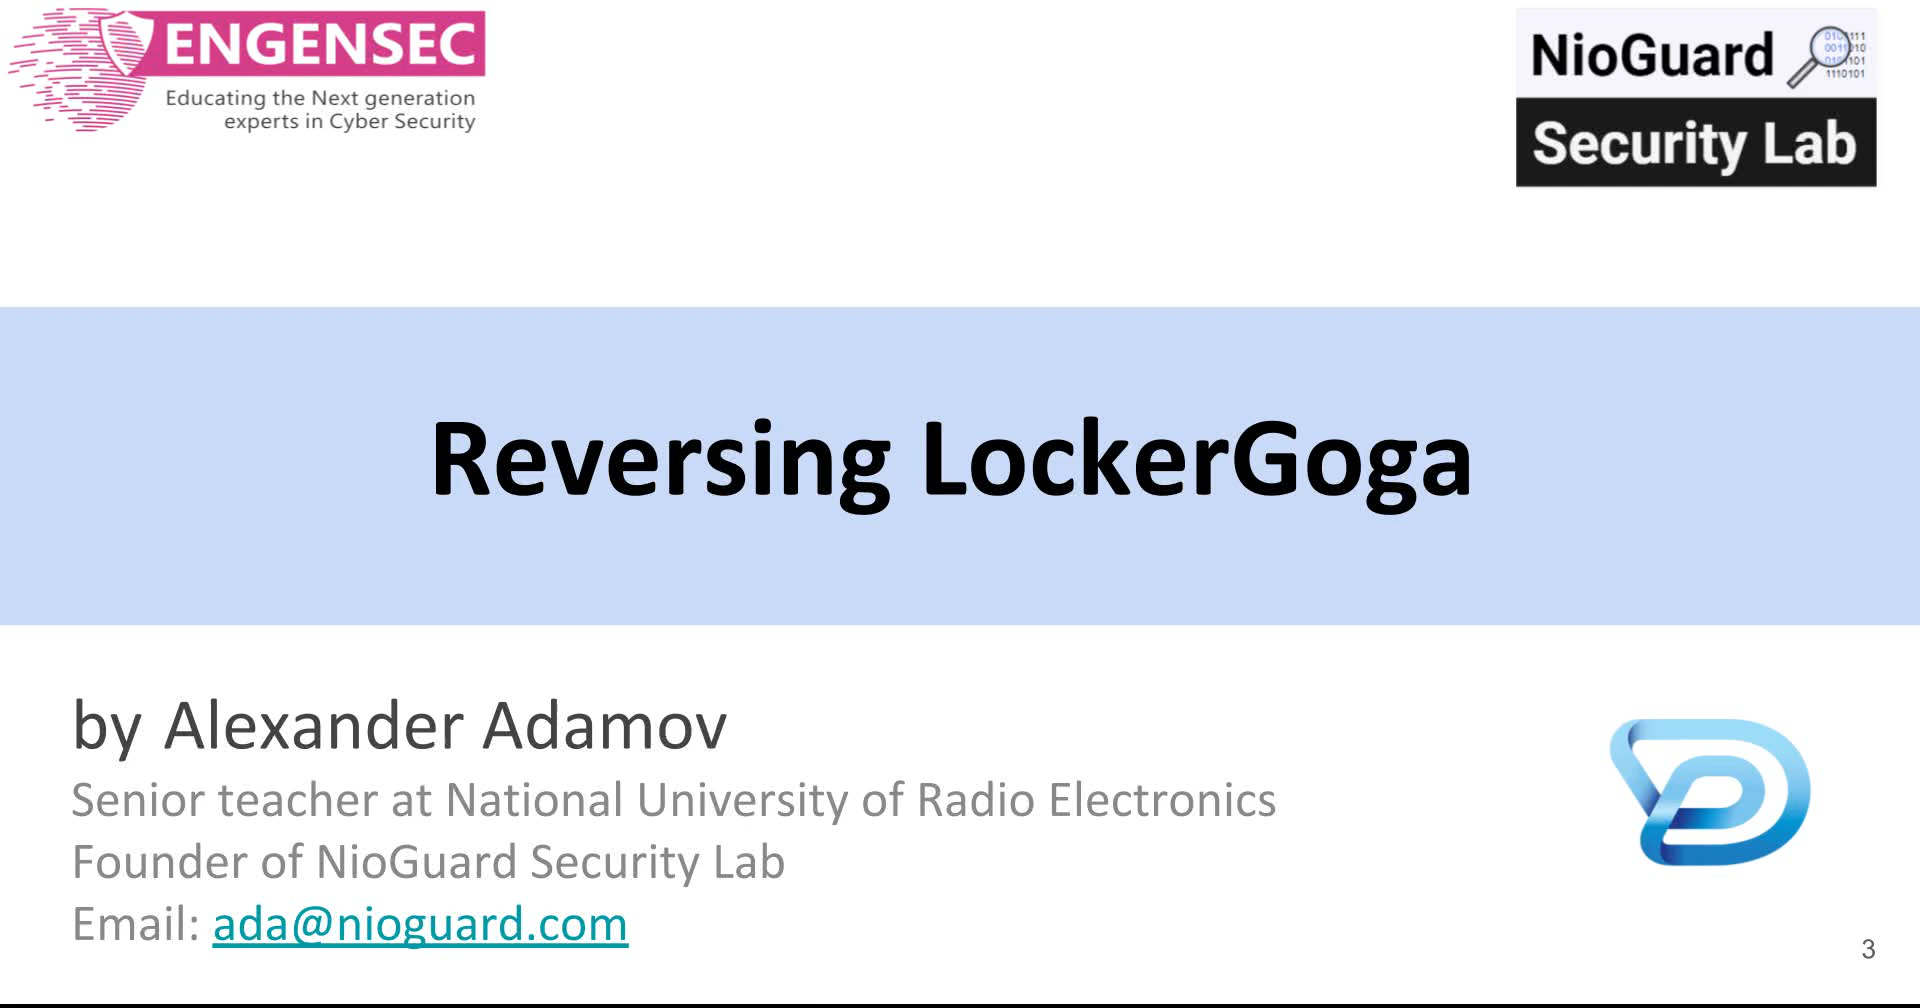 ENGENSEC
Educating the Next generation
experts in Cyber Security
NioGuard
Security Lab
Reversing LockerGoga
by Alexander Adamov
Senior teacher at National University of Radio Electronics
Founder of NioGuard Security Lab
Email: ada@nioguard.com
3